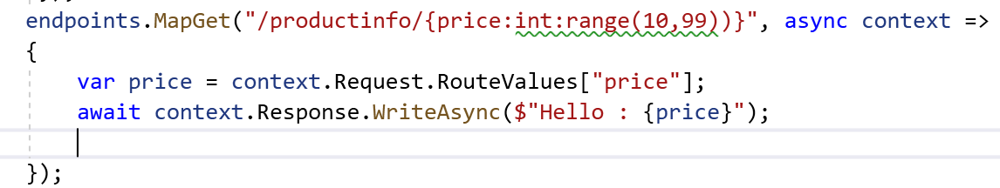 endpoints.MapGet("/productinfo/{price:int:range(10,99))}", async context =>
{
    var price = context.Request.RouteValues["price"];
    await context.Response.WriteAsync($"Hello : {price}");
});